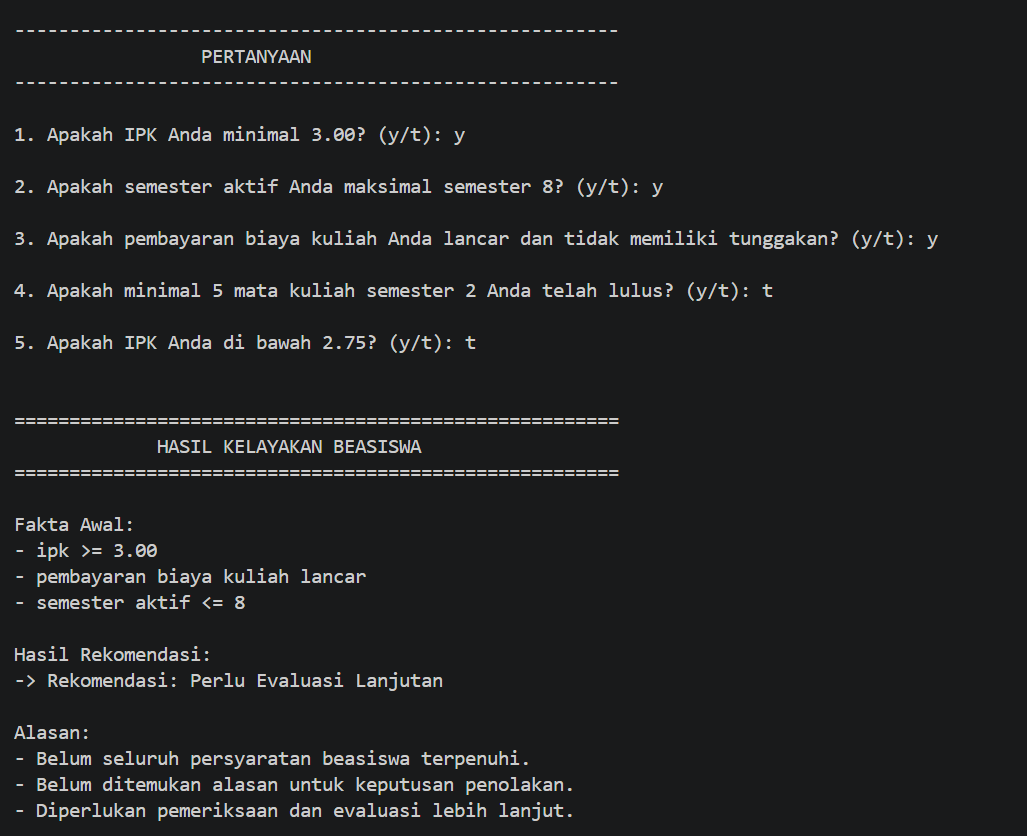 -------------------------------------------------------
PERTANYAAN
-------------------------------------------------------
1. Apakah IPK Anda minimal 3.00? (y/t): y
2. Apakah semester aktif Anda maksimal semester 8? (y/t): y
3. Apakah pembayaran biaya kuliah Anda lancar dan tidak memiliki tunggakan? (y/t): y
4. Apakah minimal 5 mata kuliah semester 2 Anda telah lulus? (y/t): t
5. Apakah IPK Anda di bawah 2.75? (y/t): t
=======================================================
HASIL KELAYAKAN BEASISWA
=======================================================
Fakta Awal:
- ipk >= 3.00
- pembayaran biaya kuliah lancar
- semester aktif <= 8
Hasil Rekomendasi:
-> Rekomendasi: Perlu Evaluasi Lanjutan
Alasan:
- Belum seluruh persyaratan beasiswa terpenuhi.
- Belum ditemukan alasan untuk keputusan penolakan.
- Diperlukan pemeriksaan dan evaluasi lebih lanjut.